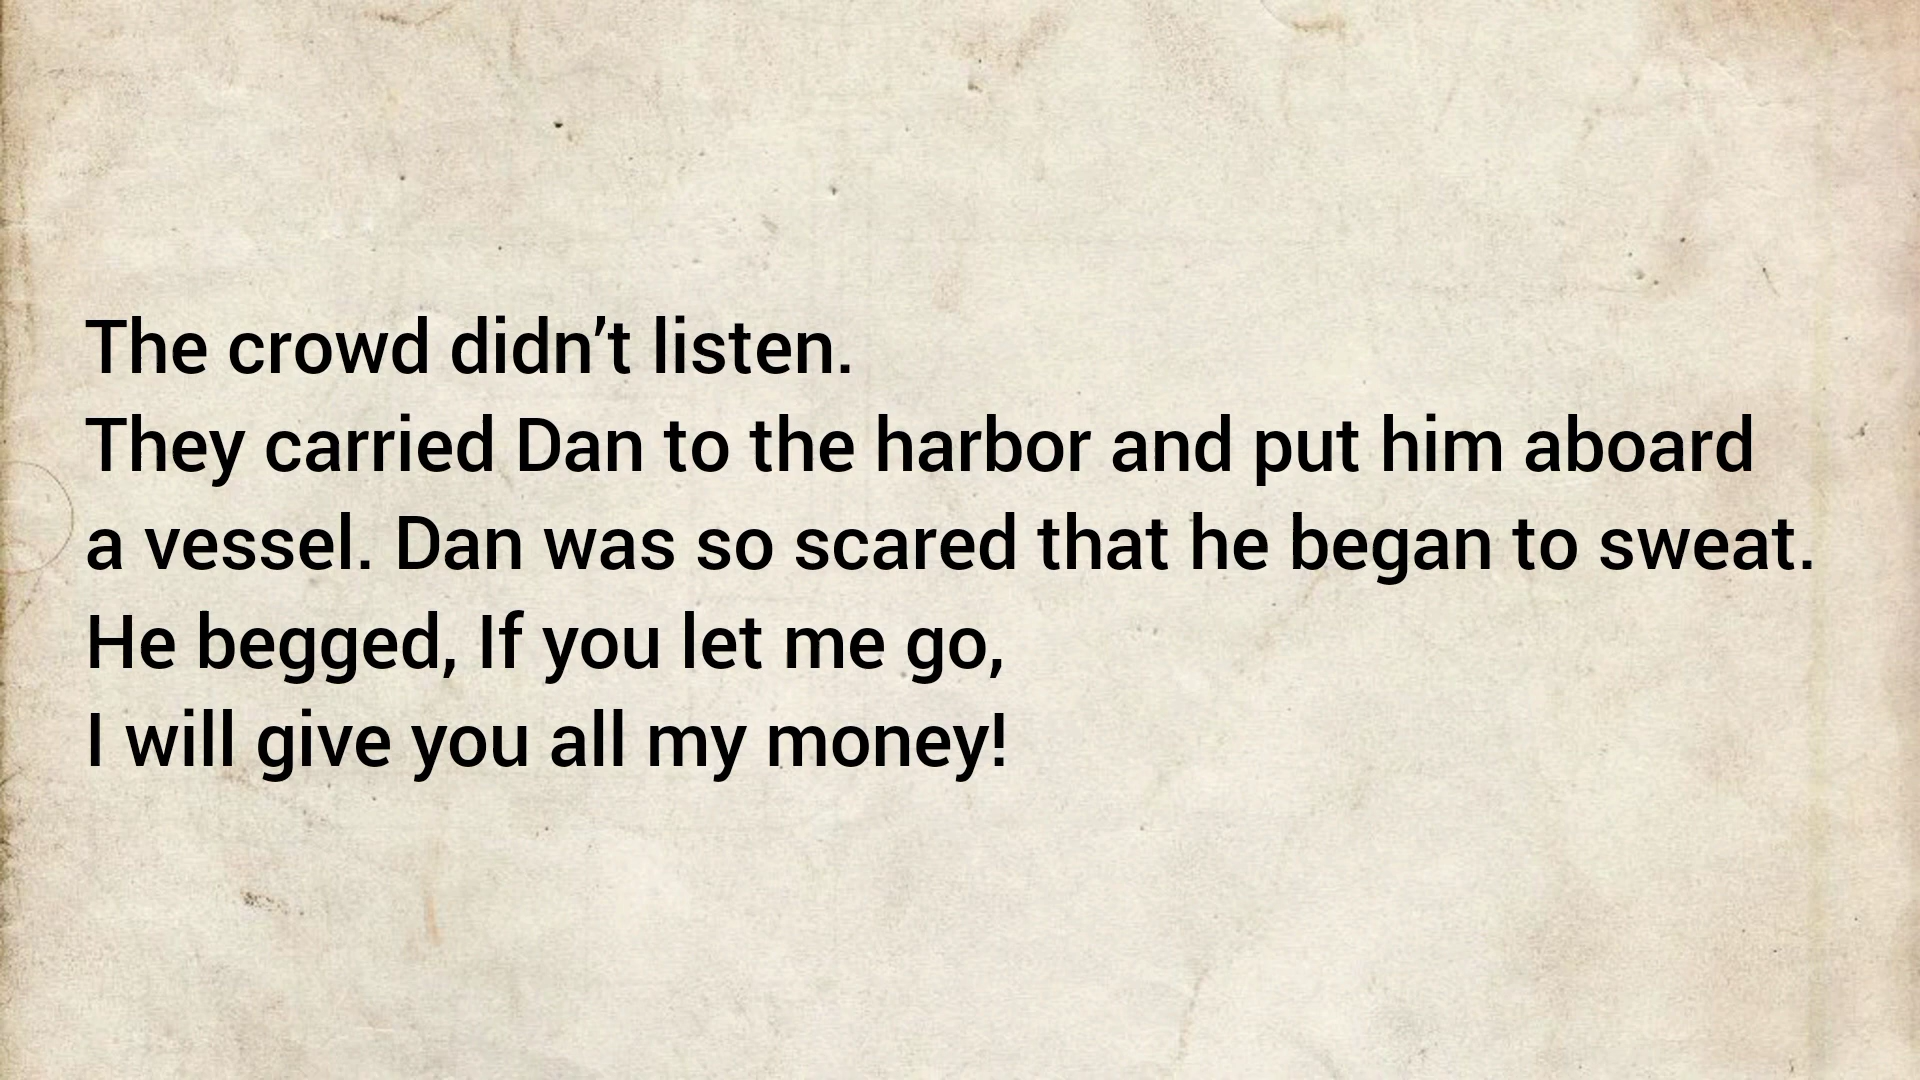 The crowd didn’t listen.
They carried Dan to the harbor and put him aboard
a vessel. Dan was so scared that he began to sweat.
He begged, If you let me go,
I will give you all my money!